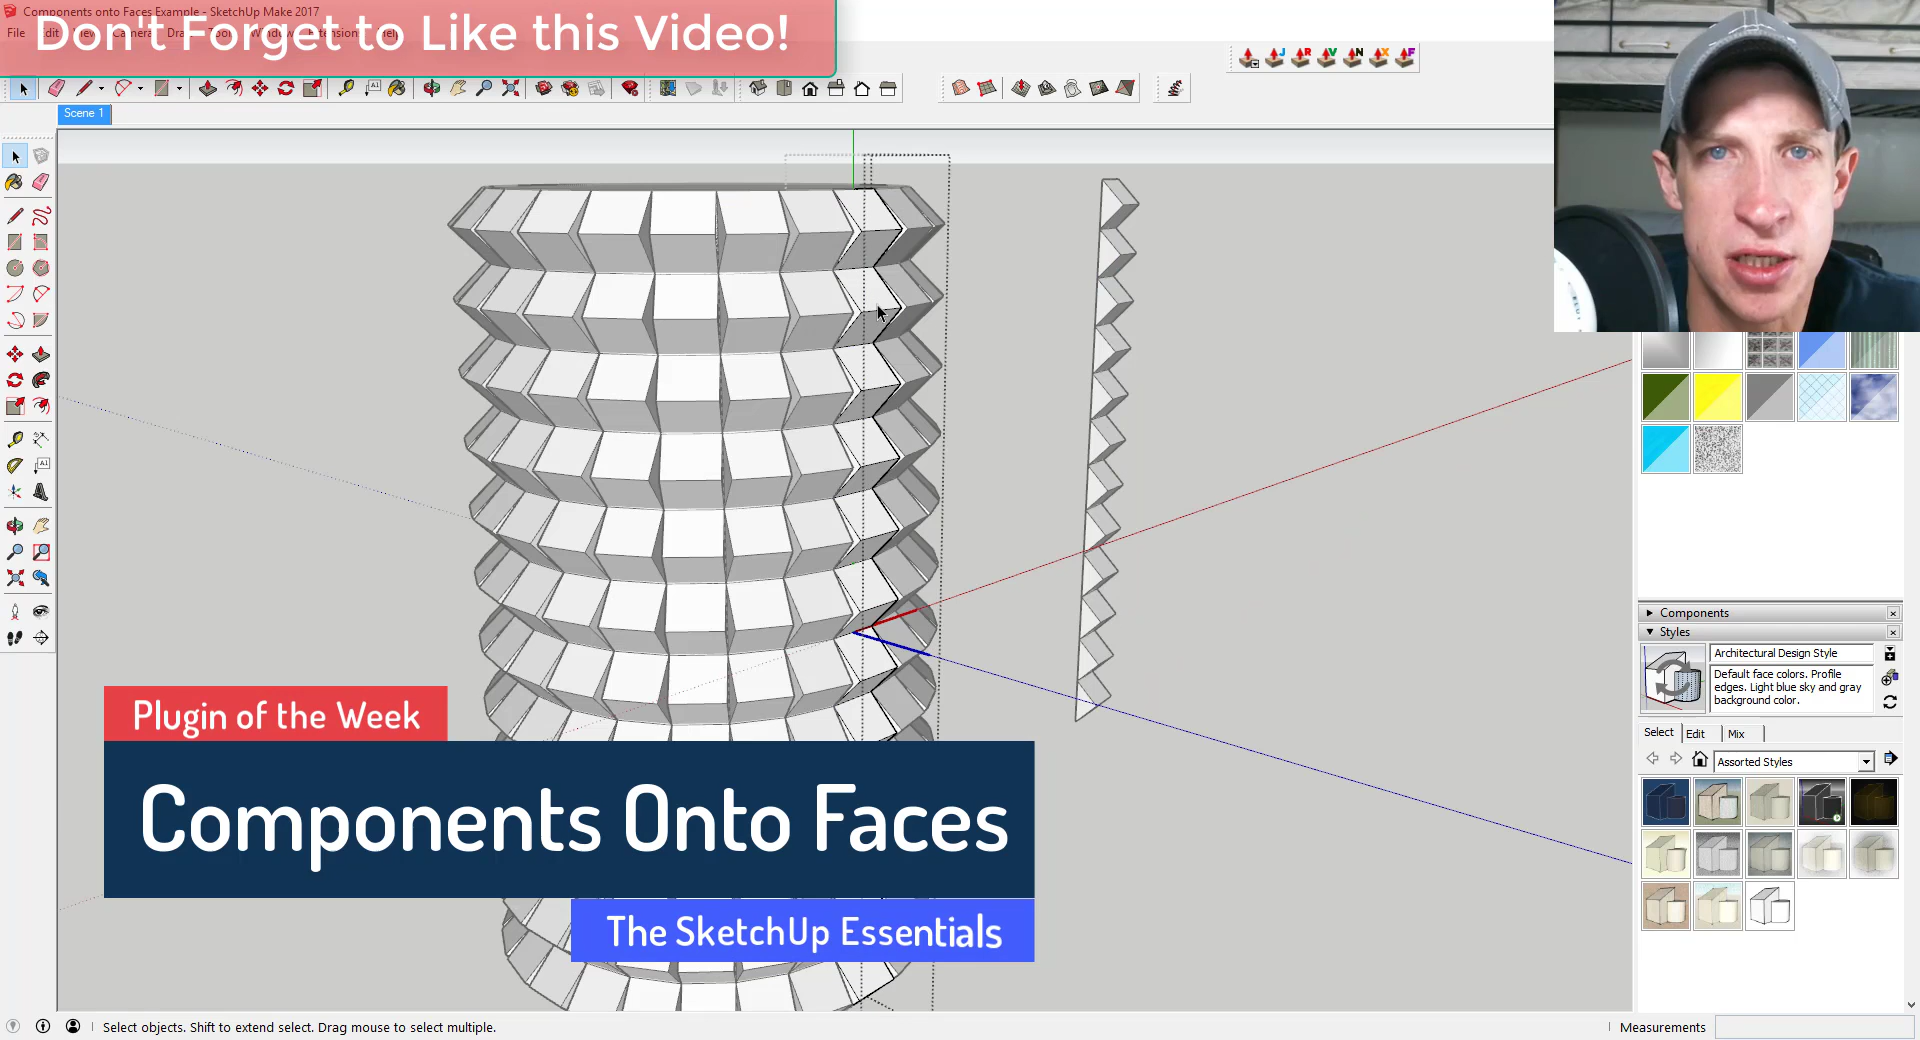 Components onto Faces Example - SketchUp Make 2017
Don't Forget to Like this Video!
File
J R V N X F
Scene 1
A1
A1
Components
Styles
Architectural Design Style
Default face colors. Profile
edges. Light blue sky and gray
background color.
Select Edit Mix
Assorted Styles
Plugin of the Week
Components Onto Faces
The SketchUp Essentials
Select objects. Shift to extend select. Drag mouse to select multiple.
Measurements